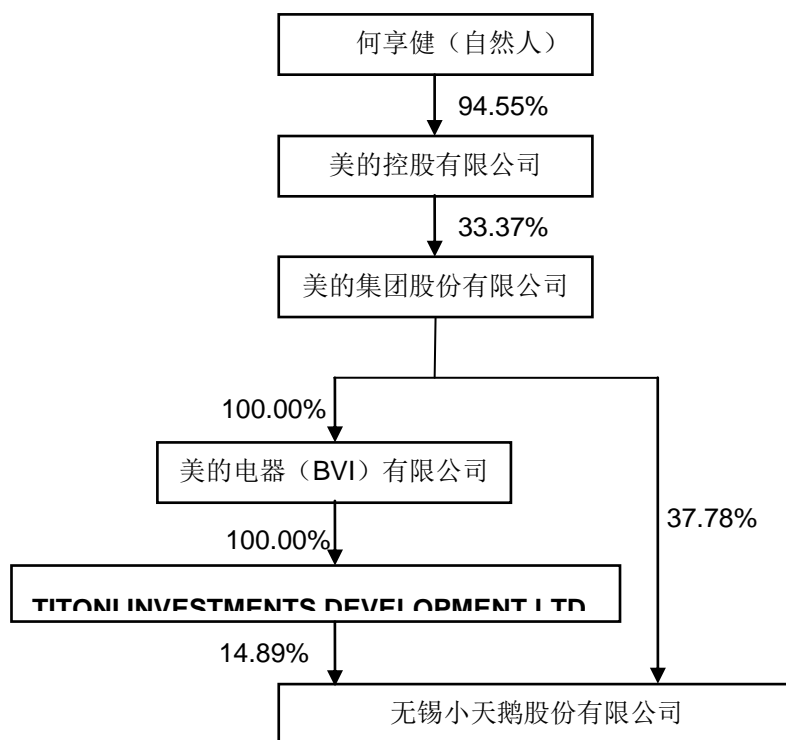 何享健（自然人）
94.55%
美的控股有限公司
33.37%
美的集团股份有限公司
100.00%
美的电器（BVI）有限公司
37.78%
100.00%
TITONI INVESTMENTS DEVELOPMENT LTD
14.89%
无锡小天鹅股份有限公司